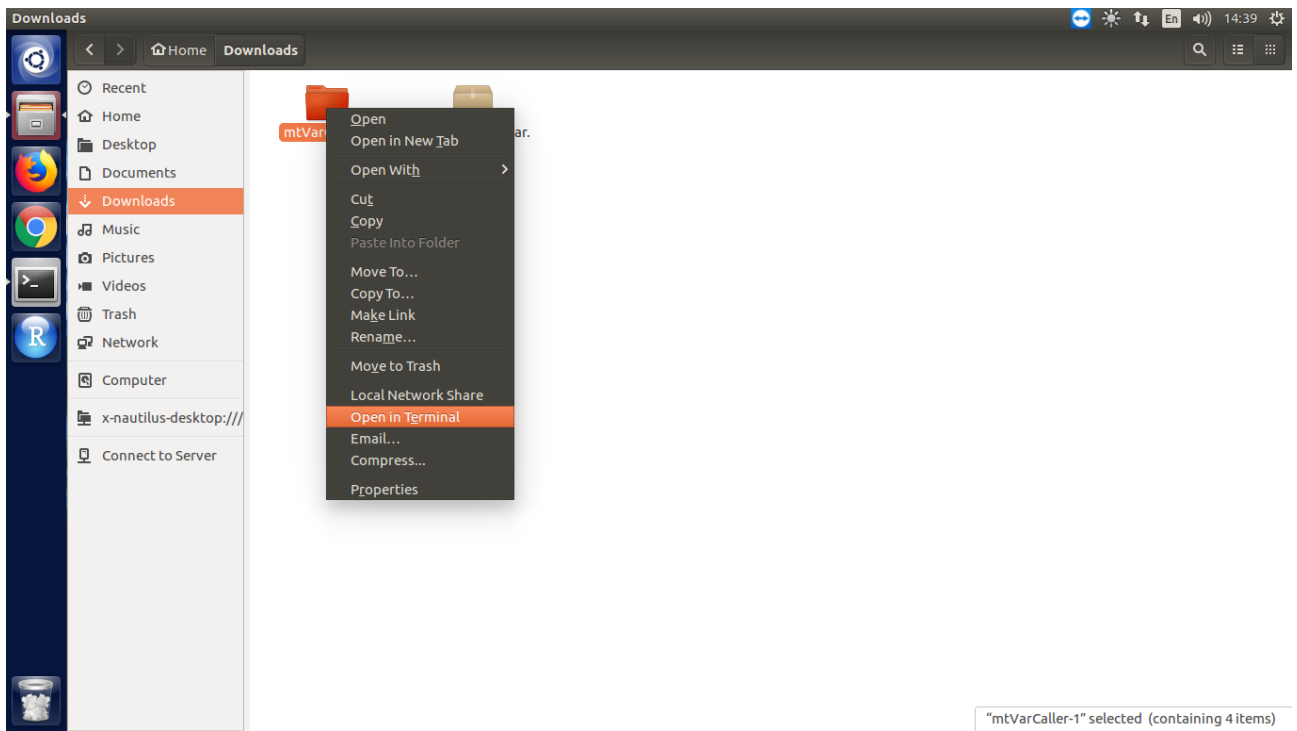 Downloads
En
14:39
Home
Downloads
Recent
Home
Desktop
Documents
Downloads
Music
Pictures
Videos
Trash
Network
Computer
x-nautilus-desktop:///
Connect to Server
mtVar
ar.
Open
Open in New Tab
Open With
Cut
Copy
Paste Into Folder
Move To…
Copy To…
Make Link
Rename…
Move to Trash
Local Network Share
Open in Terminal
Email…
Compress...
Properties
>_
R
“mtVarCaller-1” selected (containing 4 items)